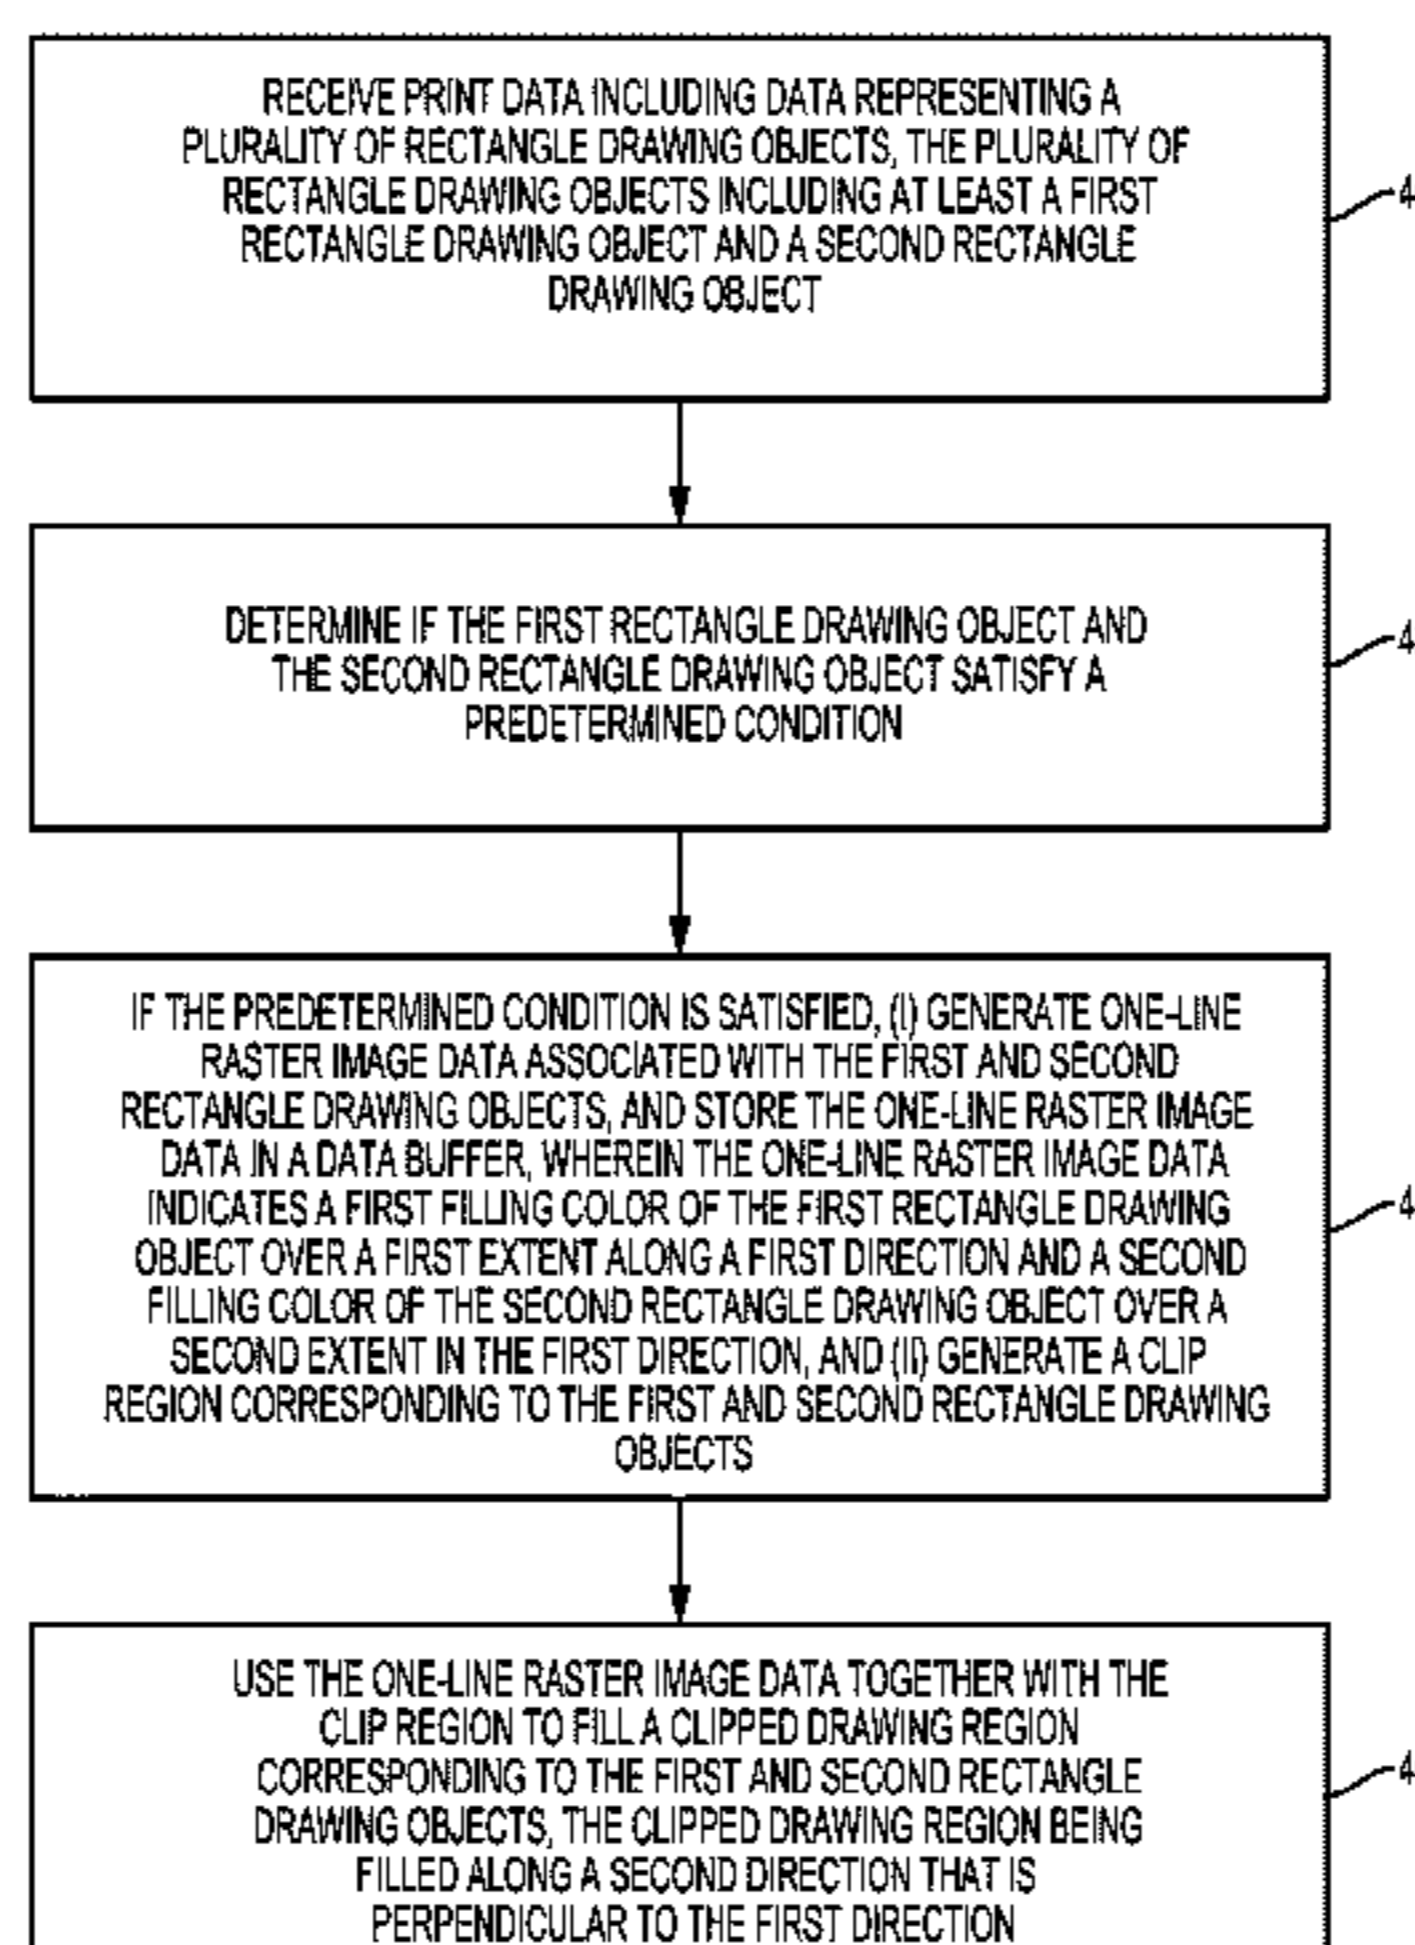 RECEIVE PRINT DATA INCLUDING DATA REPRESENTING A
PLURALITY OF RECTANGLE DRAWING OBJECTS, THE PLURALITY OF
RECTANGLE DRAWING OBJECTS INCLUDING AT LEAST A FIRST
RECTANGLE DRAWING OBJECT AND A SECOND RECTANGLE
DRAWING OBJECT
4
DETERMINE IF THE FIRST RECTANGLE DRAWING OBJECT AND
THE SECOND RECTANGLE DRAWING OBJECT SATISFY A
PREDETERMINED CONDITION
4
IF THE PREDETERMINED CONDITION IS SATISFIED, (I) GENERATE ONE-LINE
RASTER IMAGE DATA ASSOCIATED WITH THE FIRST AND SECOND
RECTANGLE DRAWING OBJECTS, AND STORE THE ONE-LINE RASTER IMAGE
DATA IN A DATA BUFFER, WHEREIN THE ONE-LINE RASTER IMAGE DATA
INDICATES A FIRST FILLING COLOR OF THE FIRST RECTANGLE DRAWING
OBJECT OVER A FIRST EXTENT ALONG A FIRST DIRECTION AND A SECOND
FILLING COLOR OF THE SECOND RECTANGLE DRAWING OBJECT OVER A
SECOND EXTENT IN THE FIRST DIRECTION, AND (II) GENERATE A CLIP
REGION CORRESPONDING TO THE FIRST AND SECOND RECTANGLE DRAWING
OBJECTS
4
USE THE ONE-LINE RASTER IMAGE DATA TOGETHER WITH THE
CLIP REGION TO FILL A CLIPPED DRAWING REGION
CORRESPONDING TO THE FIRST AND SECOND RECTANGLE
DRAWING OBJECTS, THE CLIPPED DRAWING REGION BEING
FILLED ALONG A SECOND DIRECTION THAT IS
PERPENDICULAR TO THE FIRST DIRECTION
4